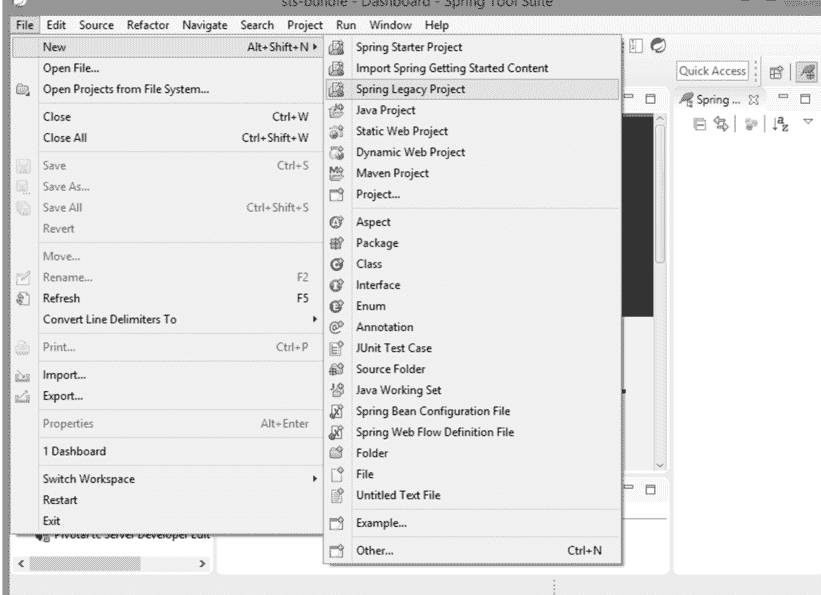 sts-bundle - Dashboard - Spring Tool Suite
File Edit Source Refactor Navigate Search Project Run Window Help
New Alt+Shift+N
Open File...
Open Projects from File System...
Close Ctrl+W
Close All Ctrl+Shift+W
Save Ctrl+S
Save As...
Save All Ctrl+Shift+S
Revert
Move...
Rename... F2
Refresh F5
Convert Line Delimiters To
Print... Ctrl+P
Import...
Export...
Properties Alt+Enter
1 Dashboard
Switch Workspace
Restart
Exit
Pivotal tc Server Developer Edit
Spring Starter Project
Import Spring Getting Started Content
Spring Legacy Project
Java Project
Static Web Project
Dynamic Web Project
Maven Project
Project...
Aspect
Package
Class
Interface
Enum
Annotation
JUnit Test Case
Source Folder
Java Working Set
Spring Bean Configuration File
Spring Web Flow Definition File
Folder
File
Untitled Text File
Example...
Other... Ctrl+N
Quick Access
Spring ...